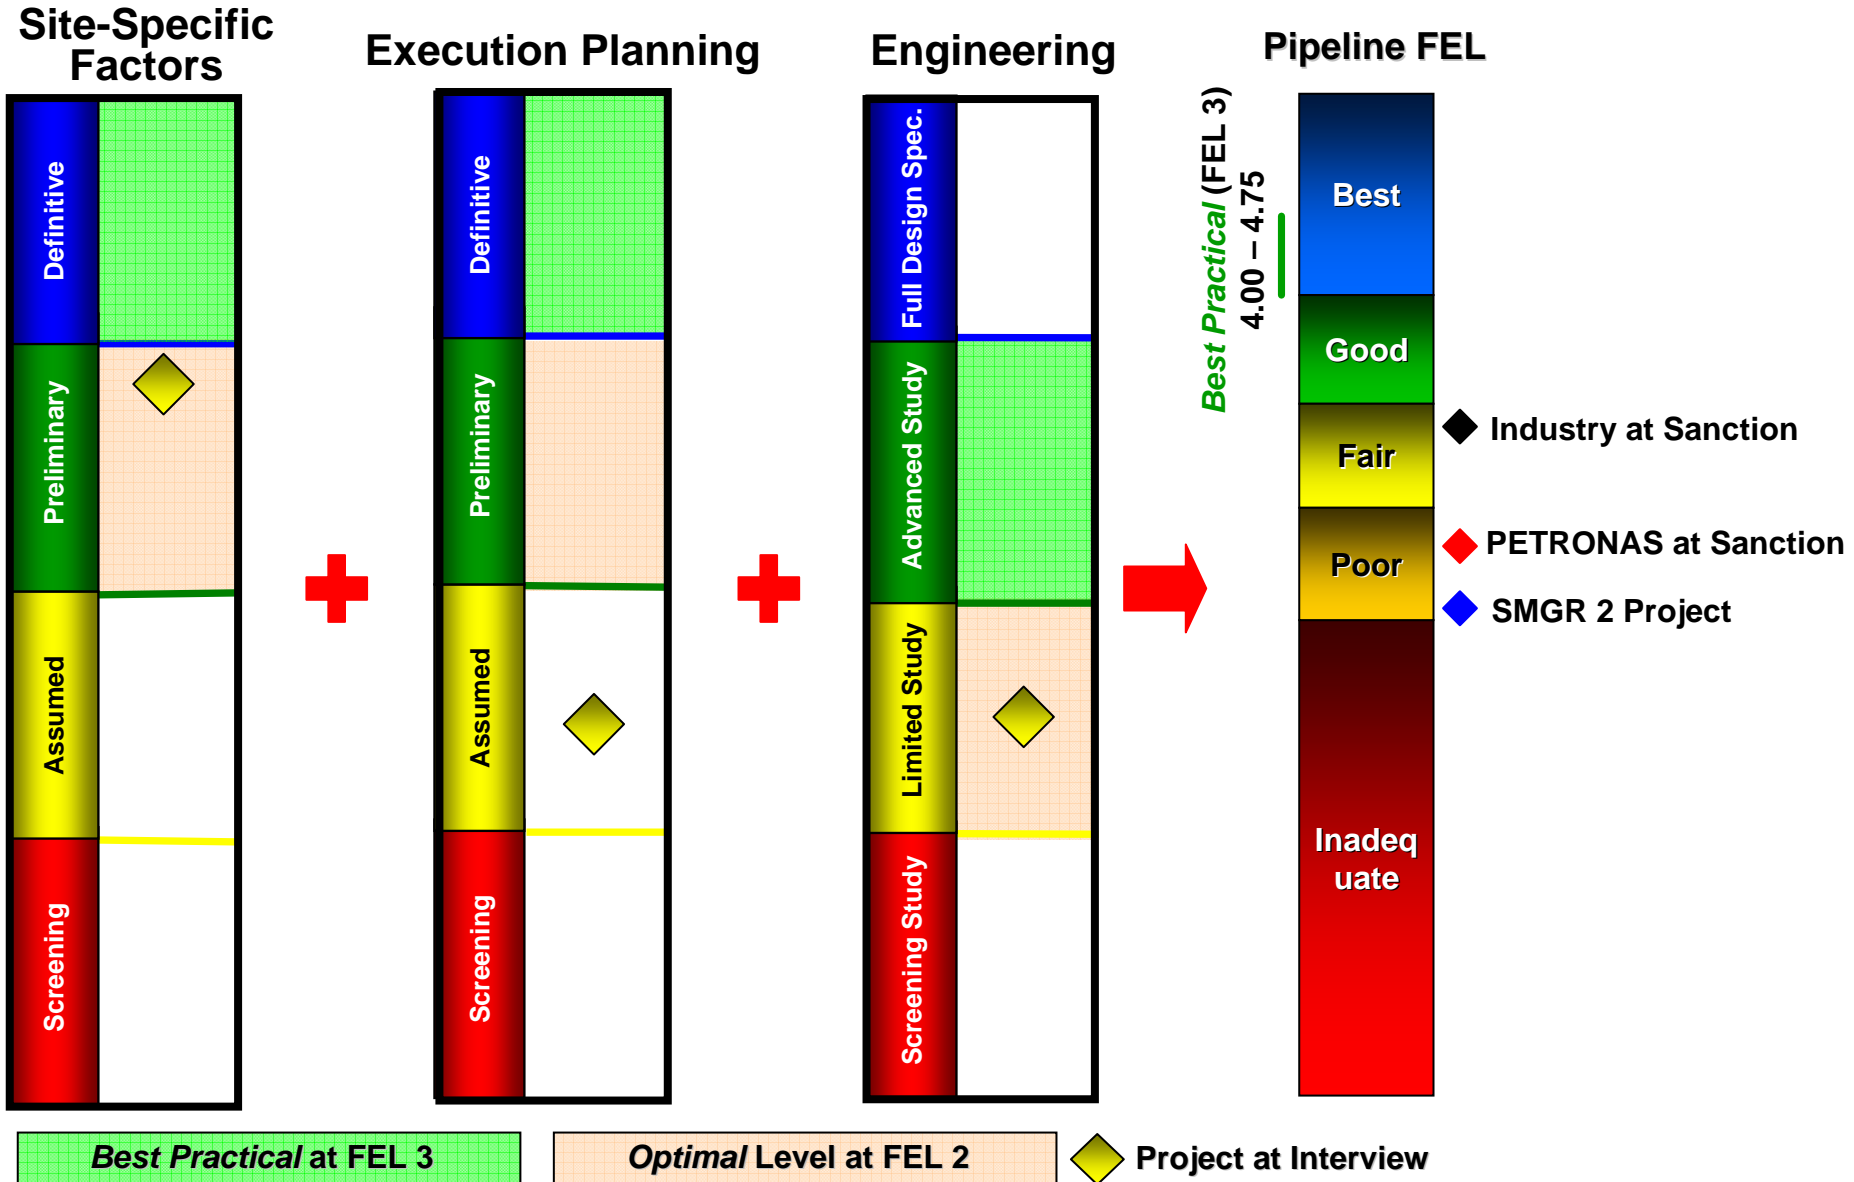 Site-Specific
Factors
Execution Planning
Engineering
Pipeline FEL
Definitive
Preliminary
Assumed
Screening
Definitive
Preliminary
Assumed
Screening
Full Design Spec.
Advanced Study
Limited Study
Screening Study
Best Practical (FEL 3)
4.00 – 4.75
Best
Good
Fair
Poor
Inadeq
uate
Industry at Sanction
PETRONAS at Sanction
SMGR 2 Project
Best Practical at FEL 3
Optimal Level at FEL 2
Project at Interview